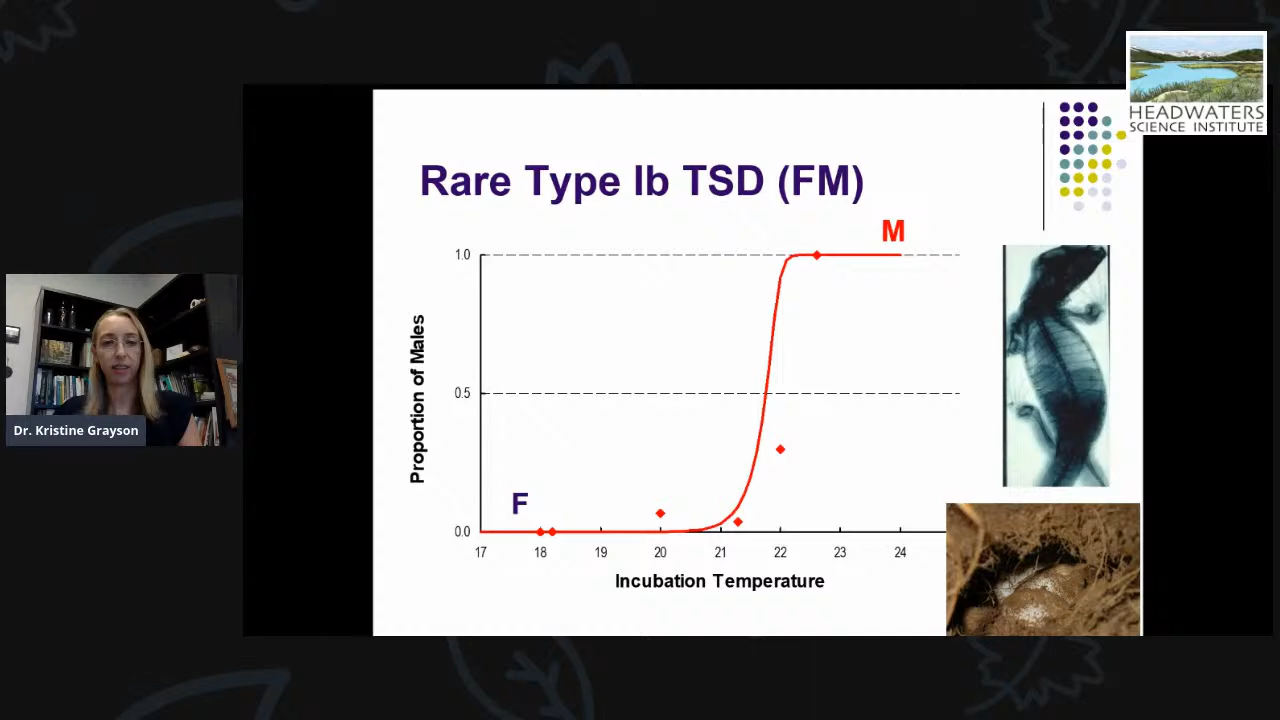 HEADWATERS
SCIENCE INSTITUTE
Rare Type Ib TSD (FM)
M
1.0
Proportion of Males
0.5
F
0.0
17 18 19 20 21 22 23 24
Incubation Temperature
Dr. Kristine Grayson